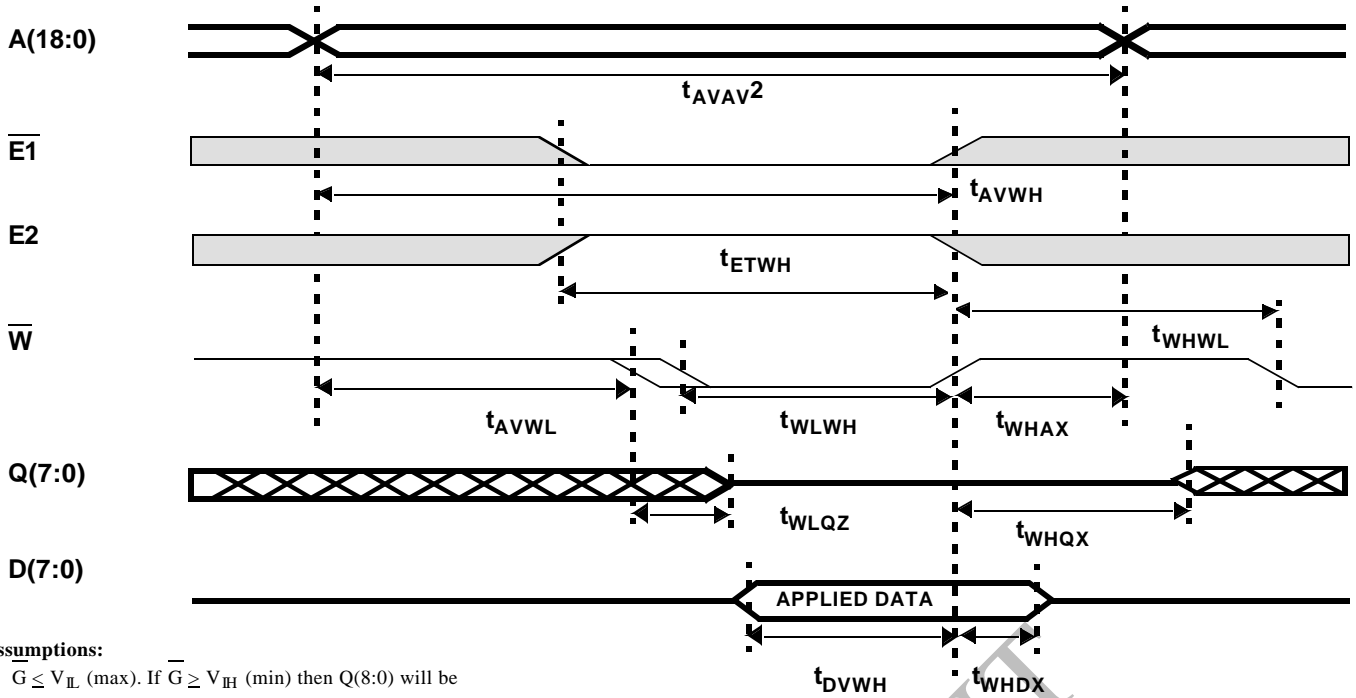 A(18:0)
tAVAV2
E1
tAVWH
E2
tETWH
W
tWHWL
tAVWL
tWLWH
tWHAX
Q(7:0)
tWLQZ
tWHQX
D(7:0)
APPLIED DATA
ssumptions:
G ≤ VIL (max). If G ≥ VIH (min) then Q(8:0) will be
tDVWH
tWHDX